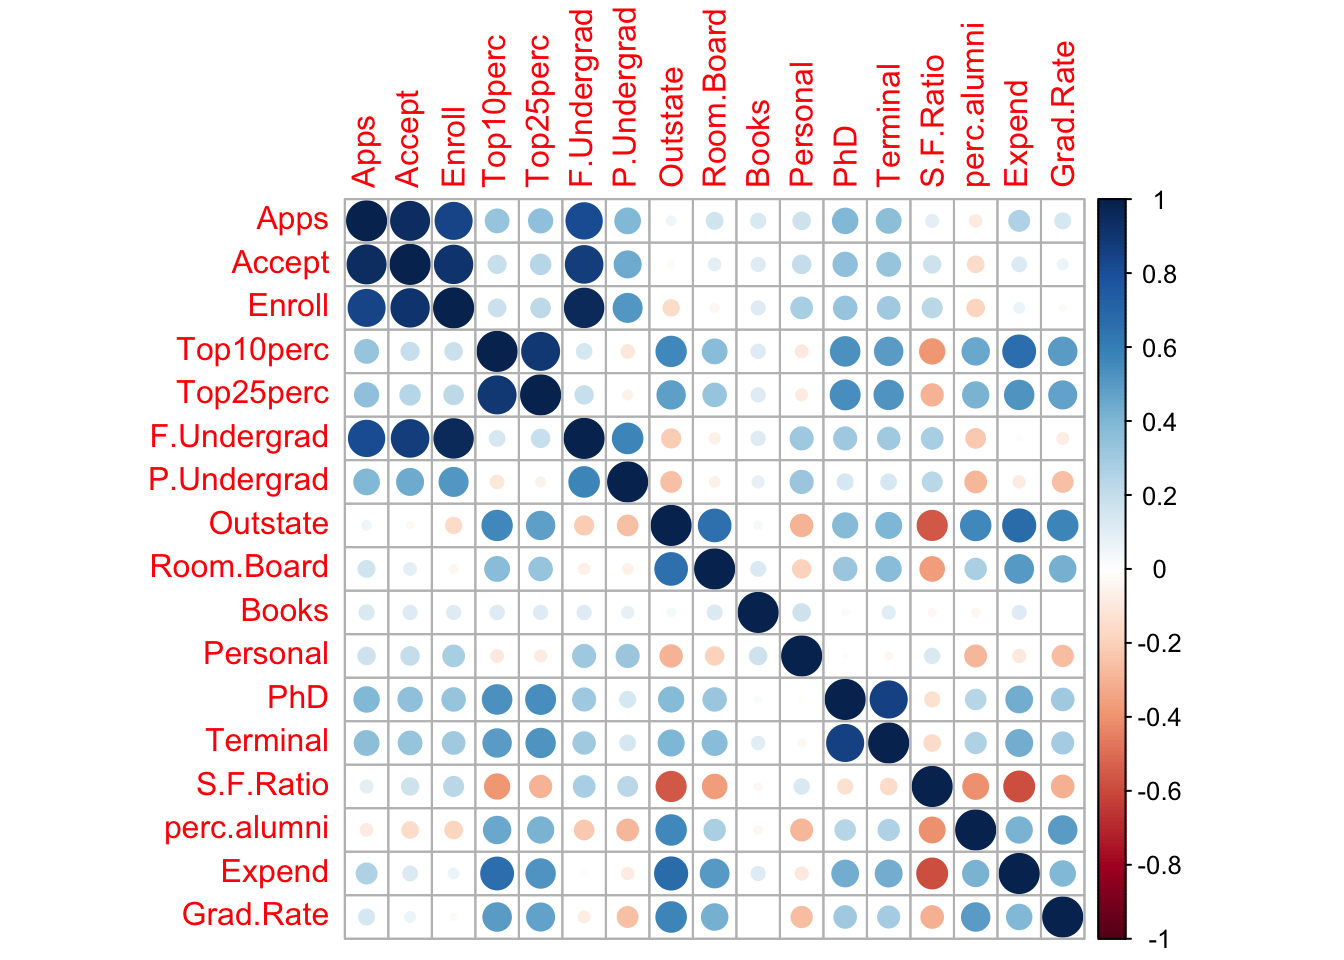 Apps
Accept
Enroll
Top10perc
Top25perc
F.Undergrad
P.Undergrad
Outstate
Room.Board
Books
Personal
PhD
Terminal
S.F.Ratio
perc.alumni
Expend
Grad.Rate
Apps
Accept
Enroll
Top10perc
Top25perc
F.Undergrad
P.Undergrad
Outstate
Room.Board
Books
Personal
PhD
Terminal
S.F.Ratio
perc.alumni
Expend
Grad.Rate
1
0.8
0.6
0.4
0.2
0
-0.2
-0.4
-0.6
-0.8
-1